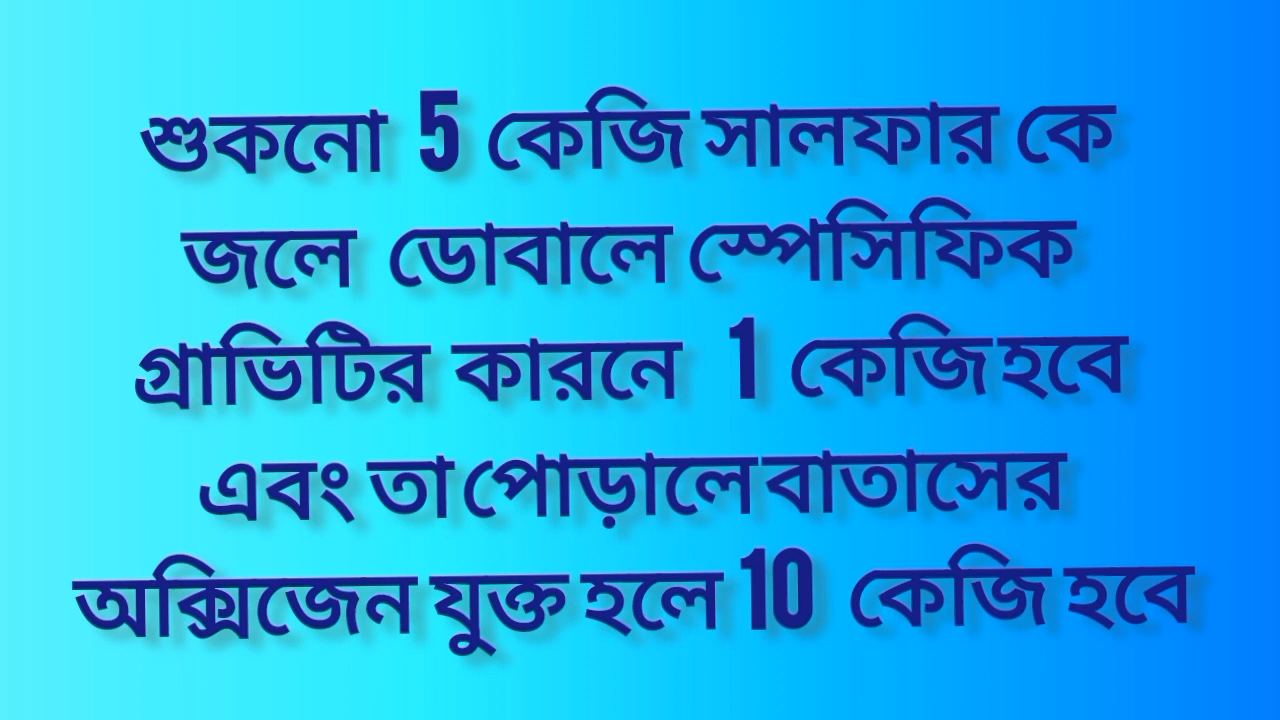 শুকনো 5 কেজি সালফার কে
জলে ডোবালে স্পেসিফিক
গ্রাভিটির কারনে 1 কেজি হবে
এবং তা পোড়ালে বাতাসের
অক্সিজেন যুক্ত হলে 10 কেজি হবে